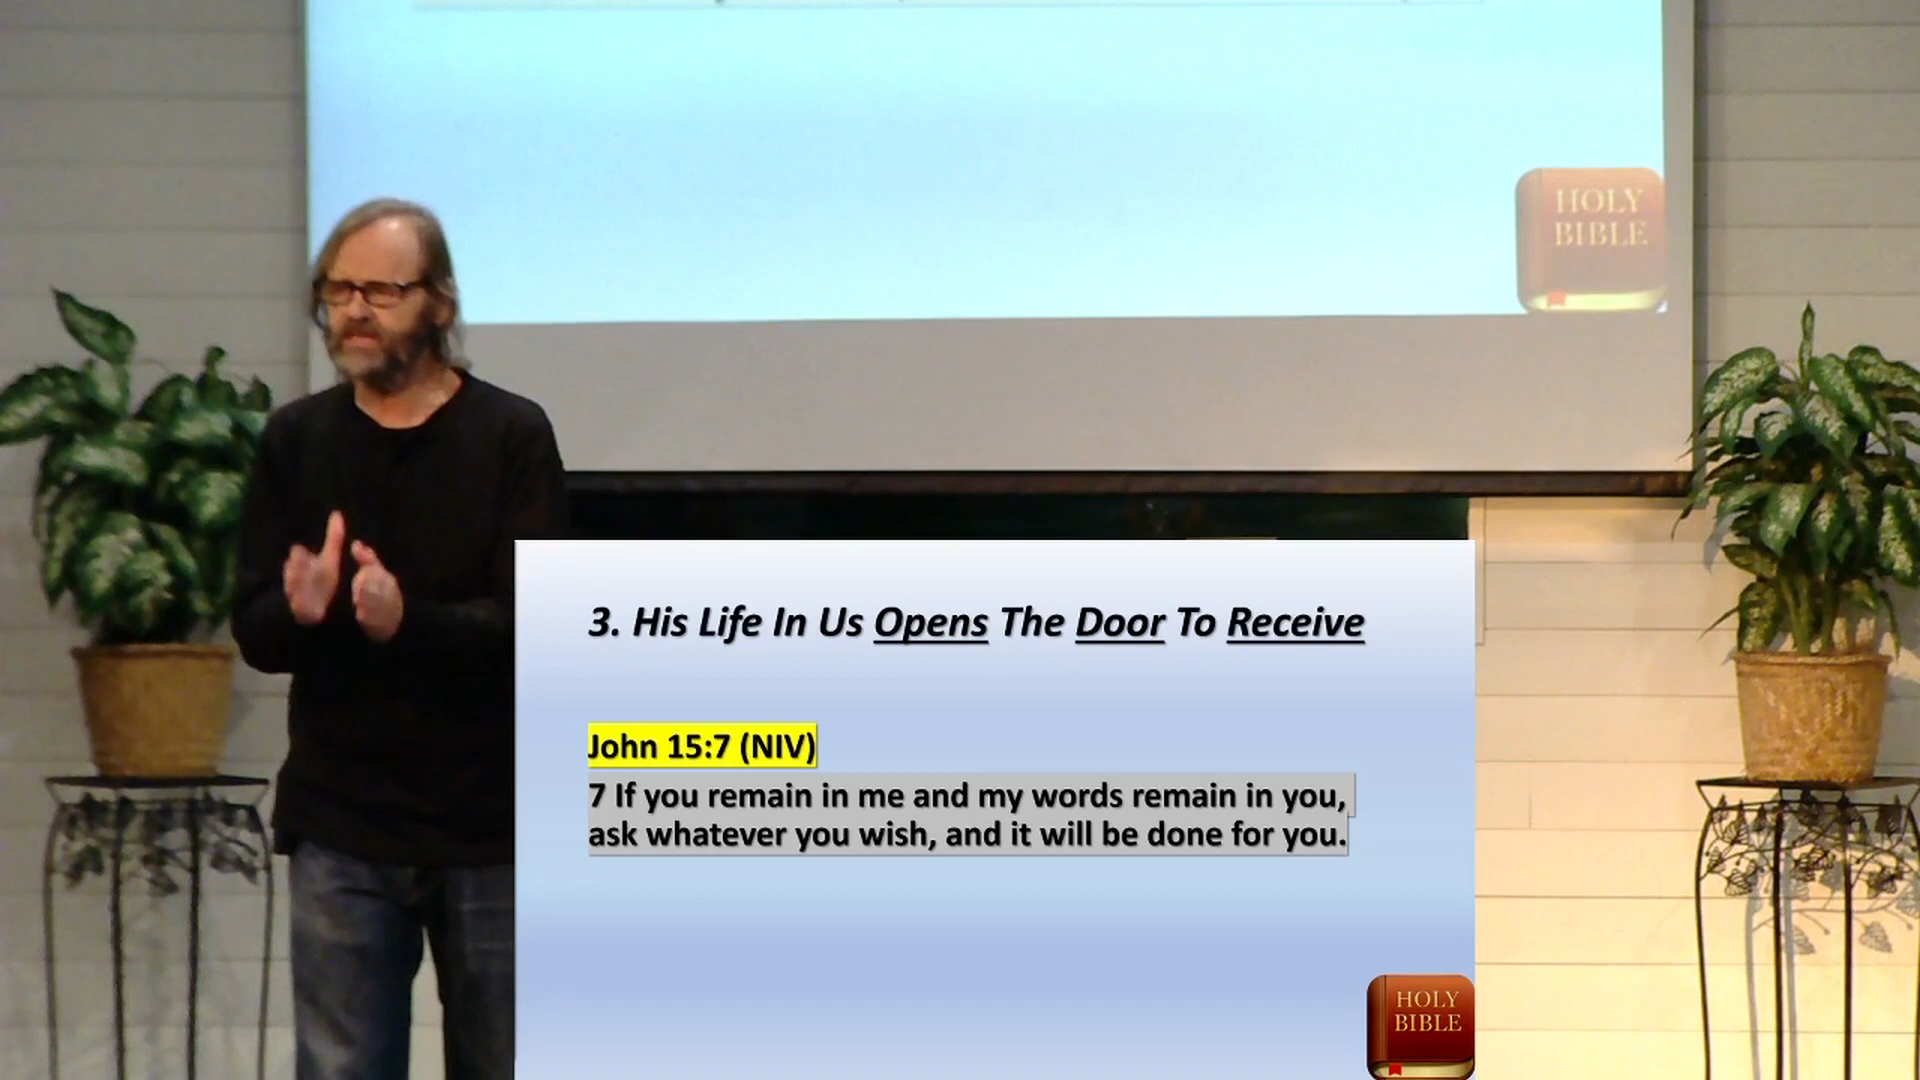 HOLY
BIBLE
3. His Life In Us Opens The Door To Receive
John 15:7 (NIV)
7 If you remain in me and my words remain in you,
ask whatever you wish, and it will be done for you.
HOLY
BIBLE